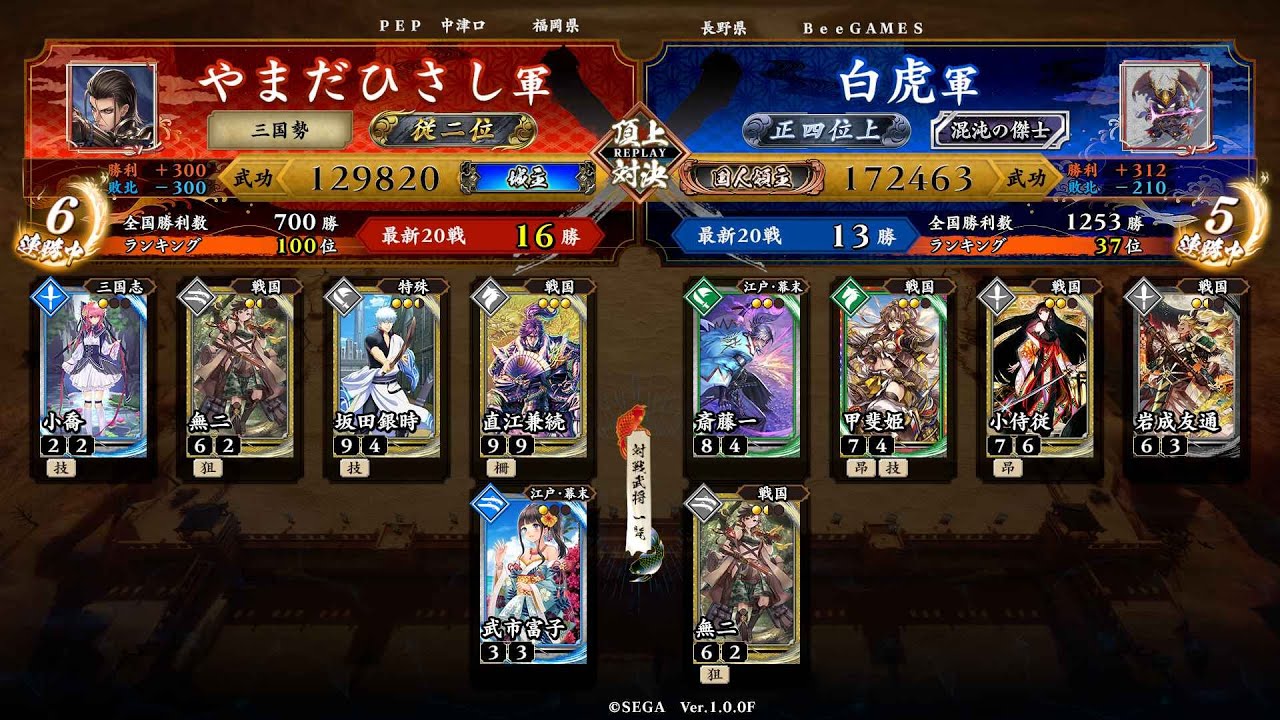 PEP 中津口 福岡県
長野県 BeeGAMES
やまだひさし軍
三国勢
従二位
勝利 +300
敗北 -300
武功 129820
城主
6連勝中
全国勝利数 700勝
ランキング 100位
最新20戦 16勝
頂上
REPLAY
対決
白虎軍
正四位上
混沌の傑士
国人領主
172463 武功
勝利 +312
敗北 -210
最新20戦 13勝
全国勝利数 1253勝
ランキング 37位
5連勝中
三国志
小喬
2 2
技
戦国
無二
6 2
狙
特殊
坂田銀時
9 4
技
戦国
直江兼続
9 9
柵
江戸・幕末
斎藤一
8 4
戦国
甲斐姫
7 4
昂 技
戦国
小侍従
7 6
昂
戦国
岩成友通
6 3
対戦武将一覧
江戸・幕末
武市富子
3 3
戦国
無二
6 2
狙
©SEGA Ver.1.0.0F